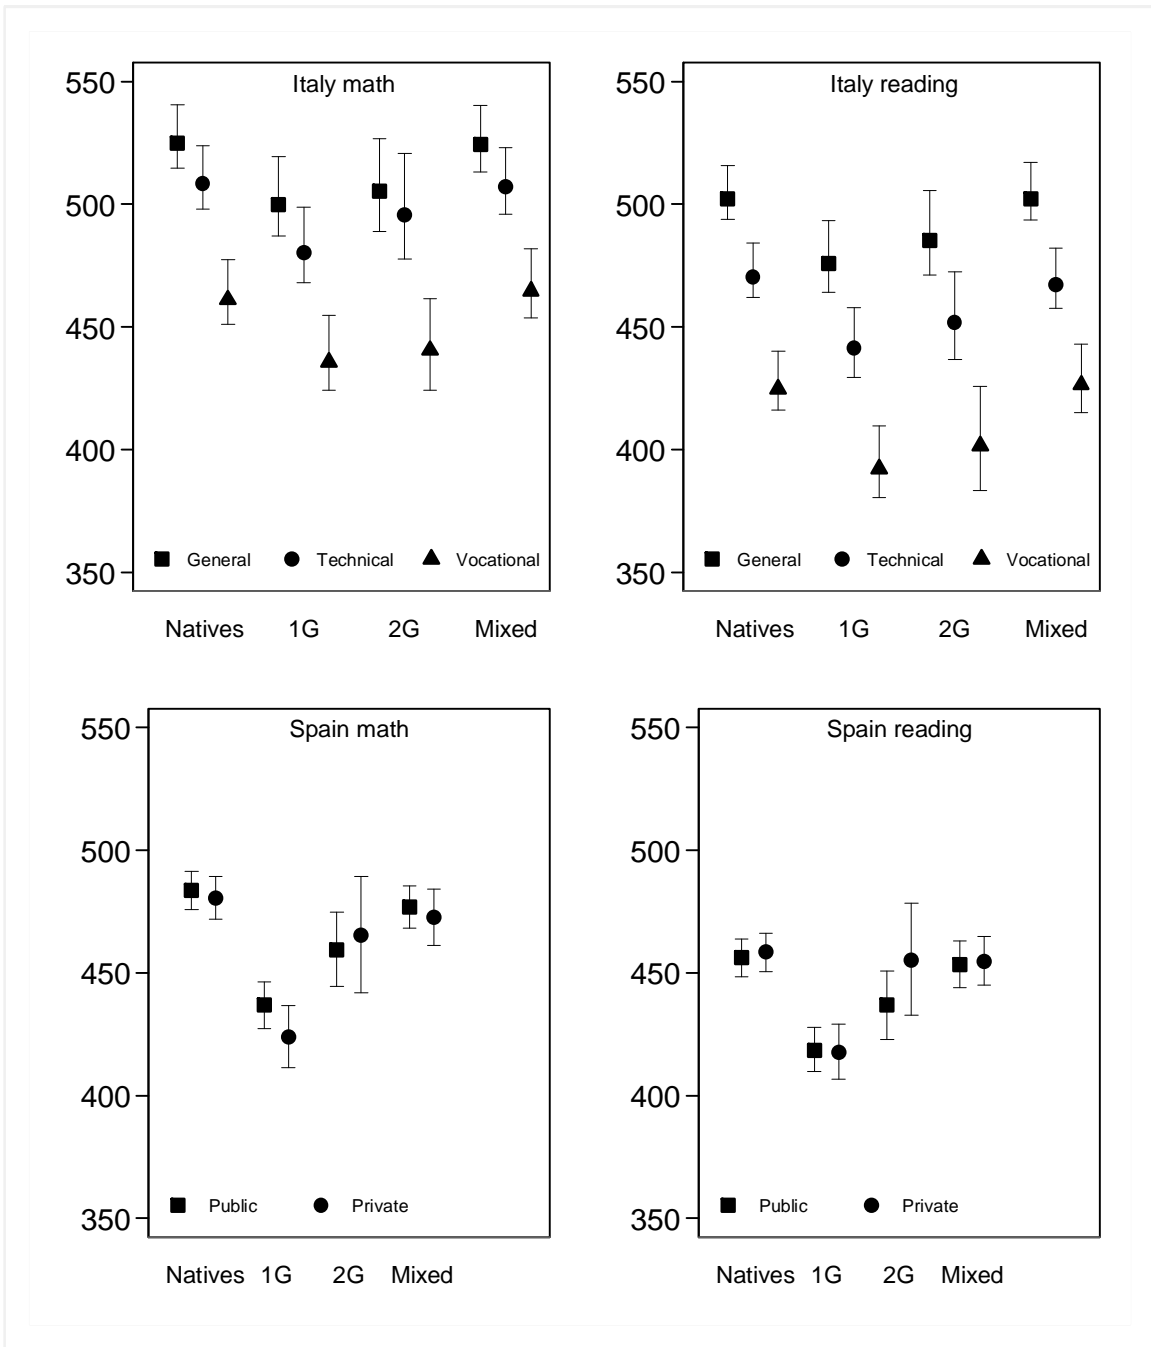 Italy math
550
500
450
400
350
General Technical Vocational
Natives 1G 2G Mixed
Italy reading
550
500
450
400
350
General Technical Vocational
Natives 1G 2G Mixed
Spain math
550
500
450
400
350
Public Private
Natives 1G 2G Mixed
Spain reading
550
500
450
400
350
Public Private
Natives 1G 2G Mixed